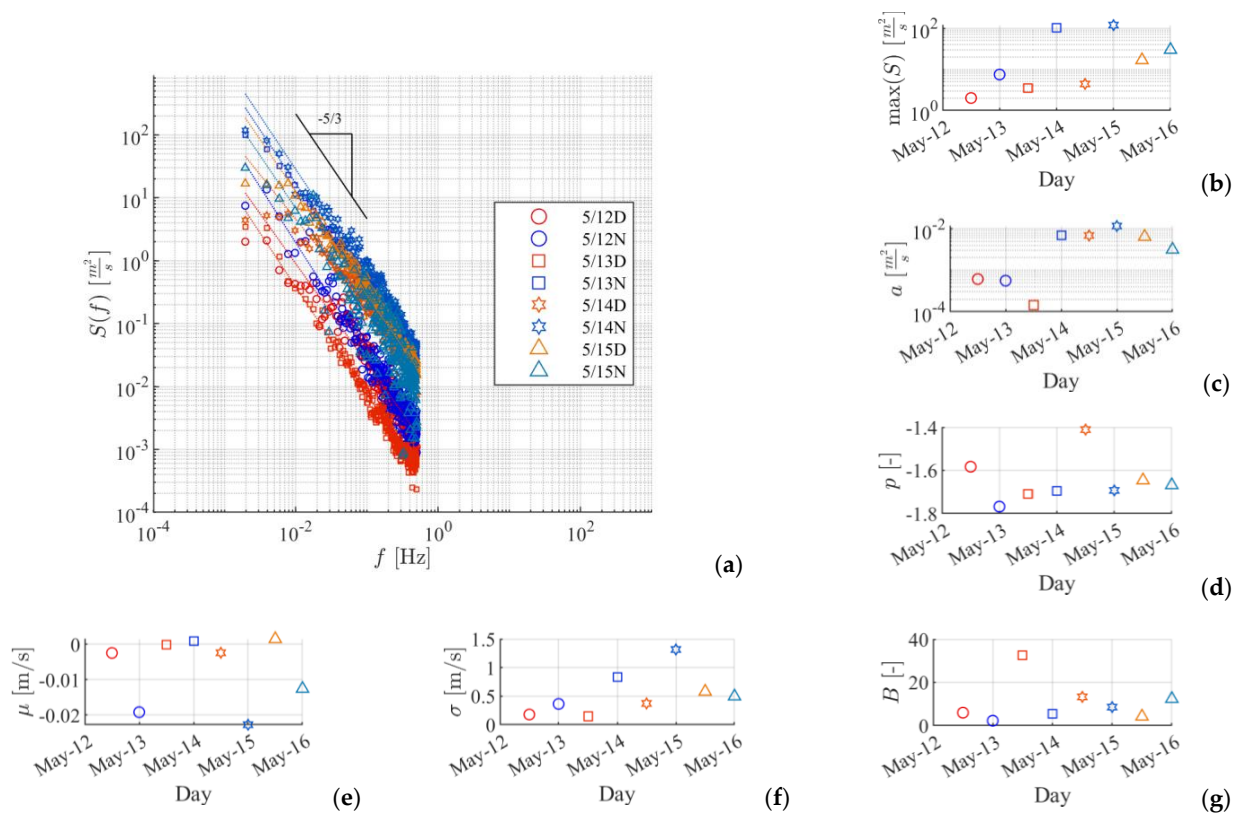 10^2
10^0
10^-2
10^-3
10^-4
10^1
10^-1
10^-4
10^-2
10^0
10^2
S(f) [m^2/s]
f [Hz]
-5/3
5/12D
5/12N
5/13D
5/13N
5/14D
5/14N
5/15D
5/15N
(a)
max(S) [m^2/s]
10^2
10^0
May-12
May-13
May-14
May-15
May-16
Day
(b)
a [m^2/s]
10^-2
10^-4
May-12
May-13
May-14
May-15
May-16
Day
(c)
p [-]
-1.4
-1.6
-1.8
May-12
May-13
May-14
May-15
May-16
Day
(d)
μ [m/s]
0
-0.01
-0.02
May-12
May-13
May-14
May-15
May-16
Day
(e)
σ [m/s]
1.5
1
0.5
0
May-12
May-13
May-14
May-15
May-16
Day
(f)
B [-]
40
20
0
May-12
May-13
May-14
May-15
May-16
Day
(g)